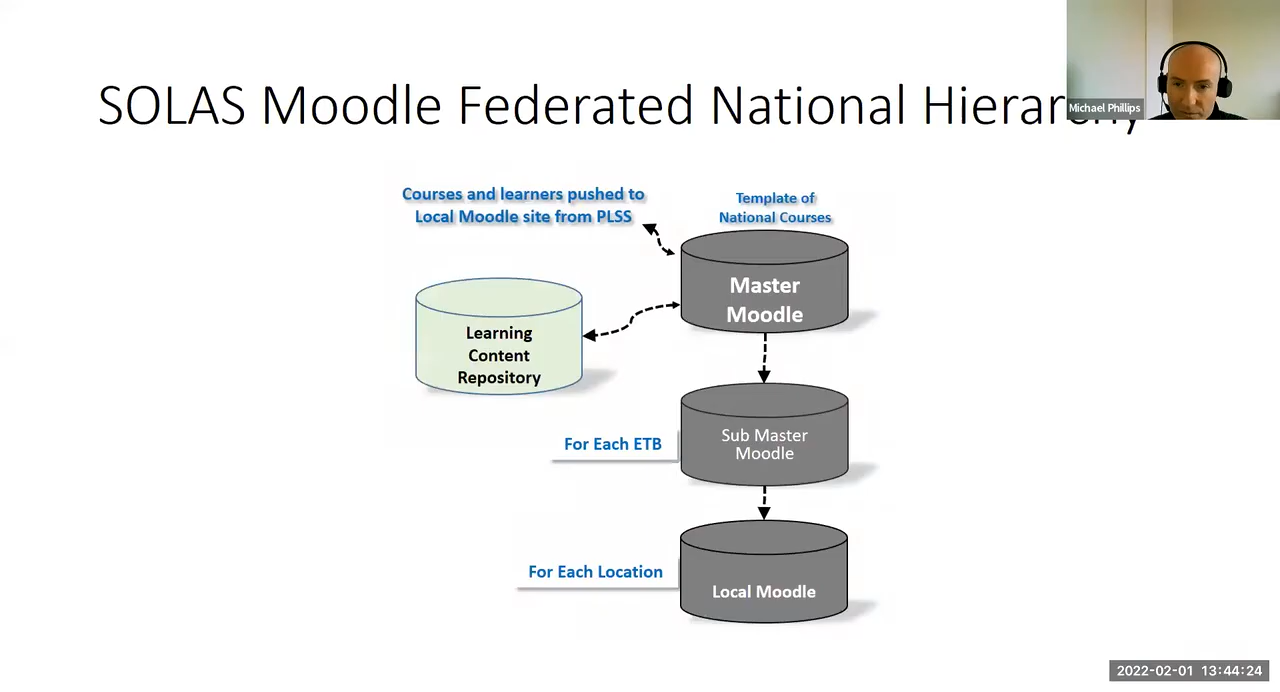 SOLAS Moodle Federated National Hierarchy
Michael Phillips
Courses and learners pushed to
Local Moodle site from PLSS
Template of
National Courses
Master
Moodle
Learning
Content
Repository
For Each ETB
Sub Master
Moodle
For Each Location
Local Moodle
2022-02-01 13:44:24